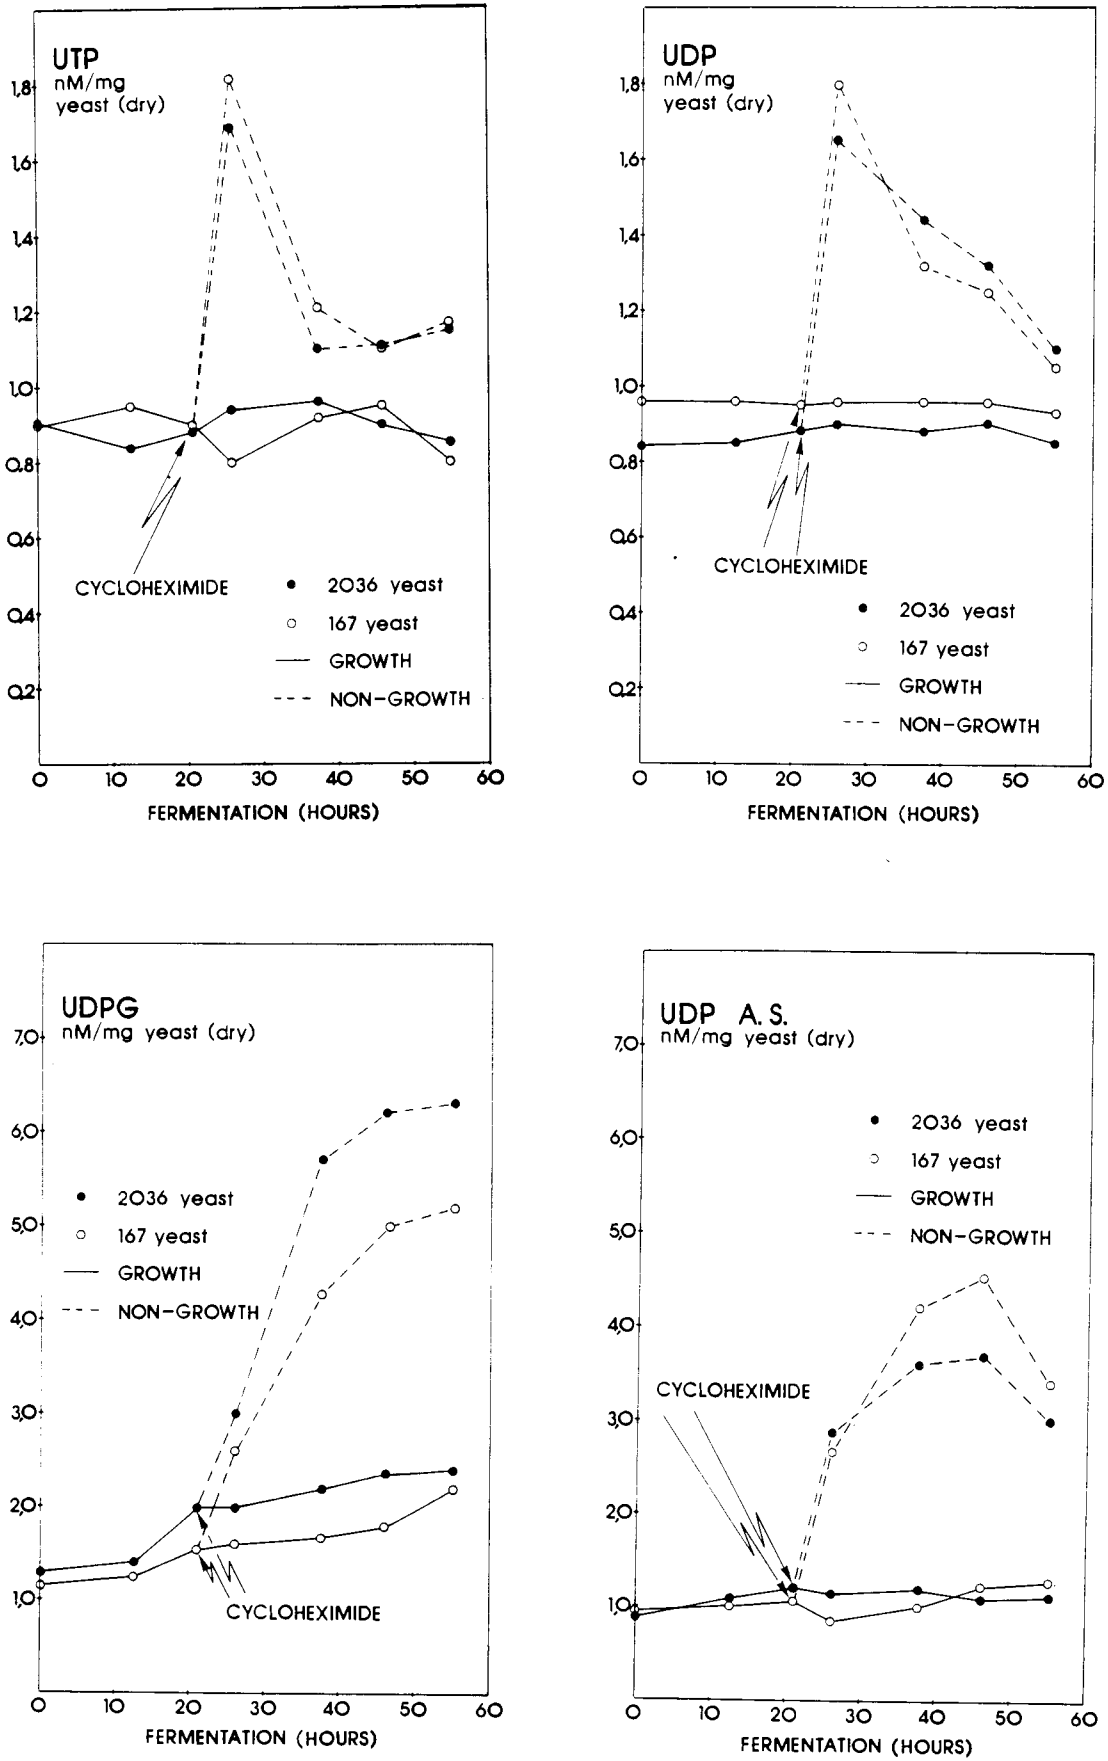 UTP
nM/mg
yeast (dry)
1,8
1,6
1,4
1,2
1,0
0,8
0,6
0,4
0,2
CYCLOHEXIMIDE
2036 yeast
167 yeast
GROWTH
NON-GROWTH
0 10 20 30 40 50 60
FERMENTATION (HOURS)
UDP
nM/mg
yeast (dry)
1,8
1,6
1,4
1,2
1,0
0,8
0,6
0,4
0,2
CYCLOHEXIMIDE
2036 yeast
167 yeast
GROWTH
NON-GROWTH
0 10 20 30 40 50 60
FERMENTATION (HOURS)
UDPG
nM/mg yeast (dry)
7,0
6,0
5,0
4,0
3,0
2,0
1,0
2036 yeast
167 yeast
GROWTH
NON-GROWTH
CYCLOHEXIMIDE
0 10 20 30 40 50 60
FERMENTATION (HOURS)
UDP A.S.
nM/mg yeast (dry)
7,0
6,0
5,0
4,0
3,0
2,0
1,0
2036 yeast
167 yeast
GROWTH
NON-GROWTH
CYCLOHEXIMIDE
0 10 20 30 40 50 60
FERMENTATION (HOURS)